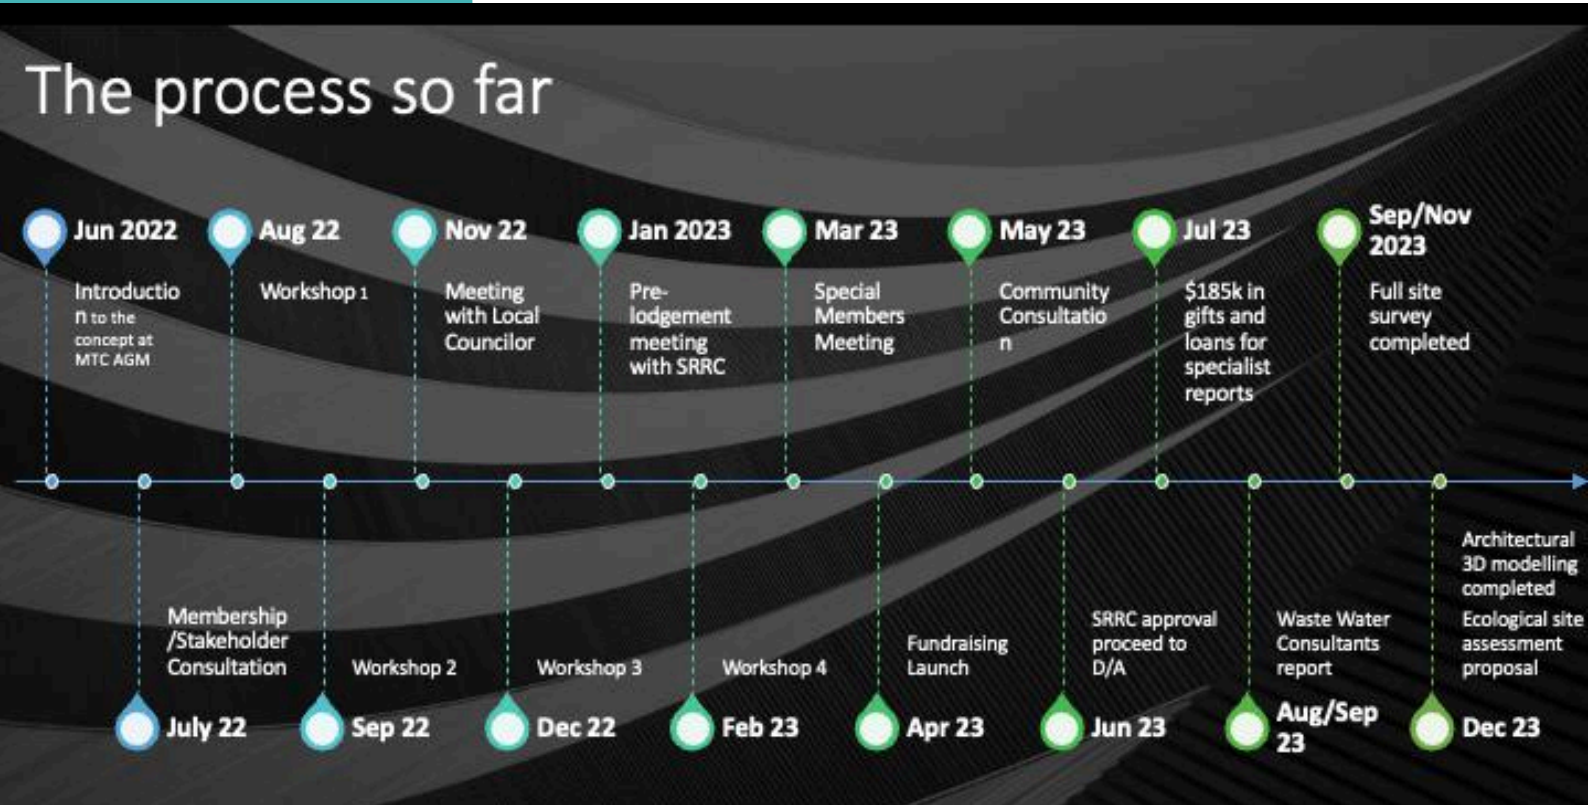 The process so far
Jun 2022
Introductio
n to the
concept at
MTC AGM
Membership
/Stakeholder
Consultation
July 22
Aug 22
Workshop 1
Workshop 2
Sep 22
Nov 22
Meeting
with Local
Councilor
Workshop 3
Dec 22
Jan 2023
Pre-
lodgement
meeting
with SRRC
Workshop 4
Feb 23
Mar 23
Special
Members
Meeting
Fundraising
Launch
Apr 23
May 23
Community
Consultatio
n
SRRC approval
proceed to
D/A
Jun 23
Jul 23
$185k in
gifts and
loans for
specialist
reports
Waste Water
Consultants
report
Aug/Sep
23
Sep/Nov
2023
Full site
survey
completed
Architectural
3D modelling
completed
Ecological site
assessment
proposal
Dec 23